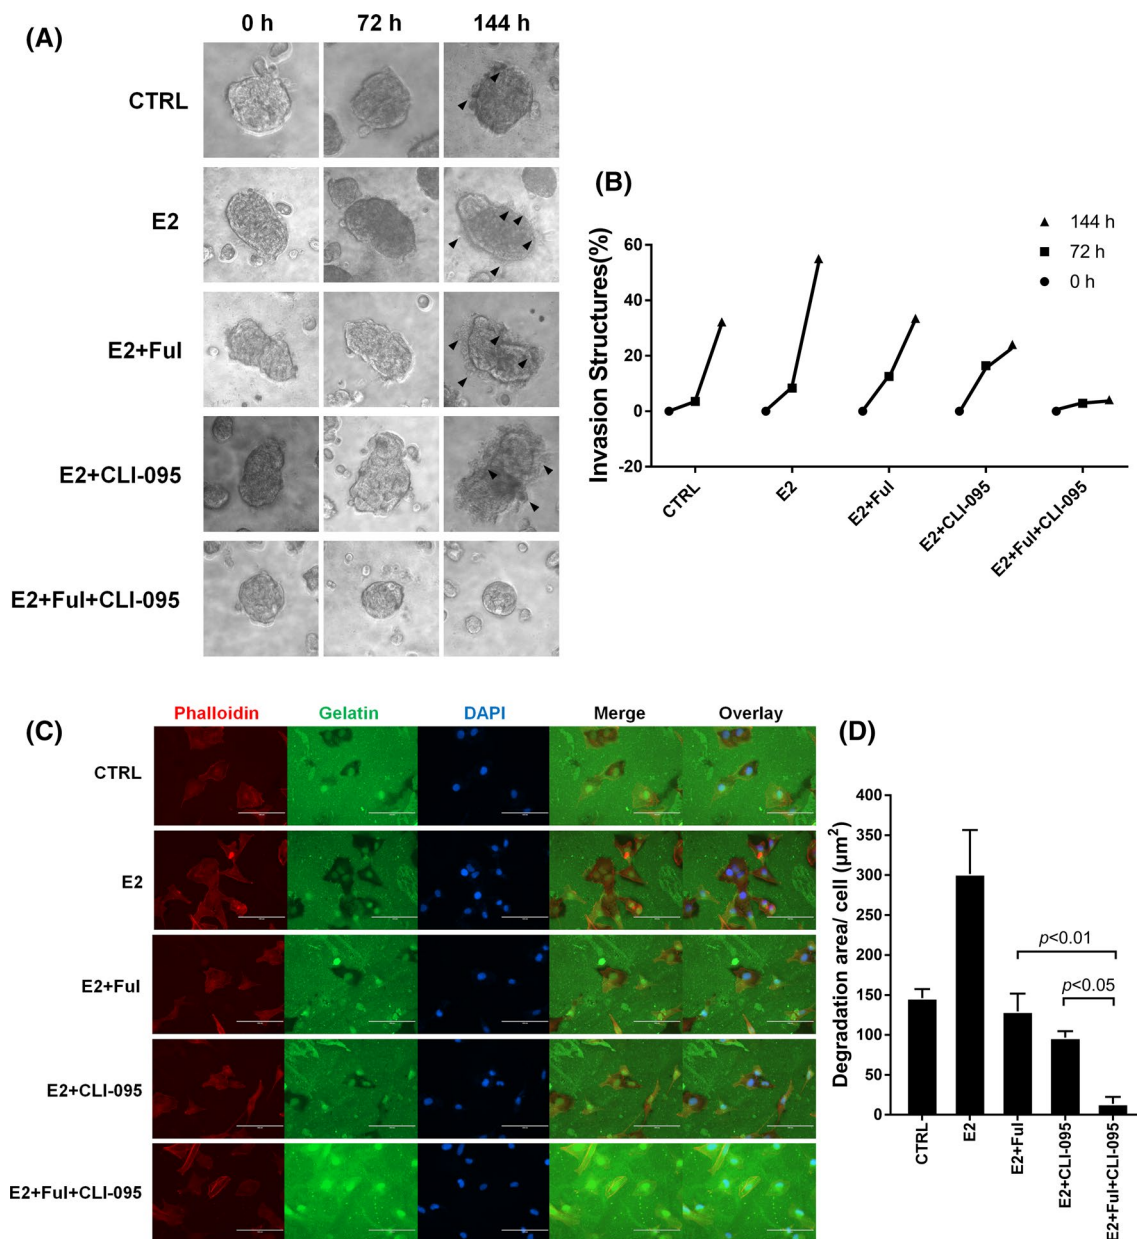 (A)
0 h 72 h 144 h
CTRL
E2
E2+Ful
E2+CLI-095
E2+Ful+CLI-095
(B)
144 h
72 h
0 h
Invasion Structures(%)
60
40
20
0
-20
CTRL
E2
E2+Ful
E2+CLI-095
E2+Ful+CLI-095
(C)
Phalloidin Gelatin DAPI Merge Overlay
CTRL
E2
E2+Ful
E2+CLI-095
E2+Ful+CLI-095
(D)
Degradation area/ cell (µm²)
400
350
300
250
200
150
100
50
0
p<0.01
p<0.05
CTRL
E2
E2+Ful
E2+CLI-095
E2+Ful+CLI-095